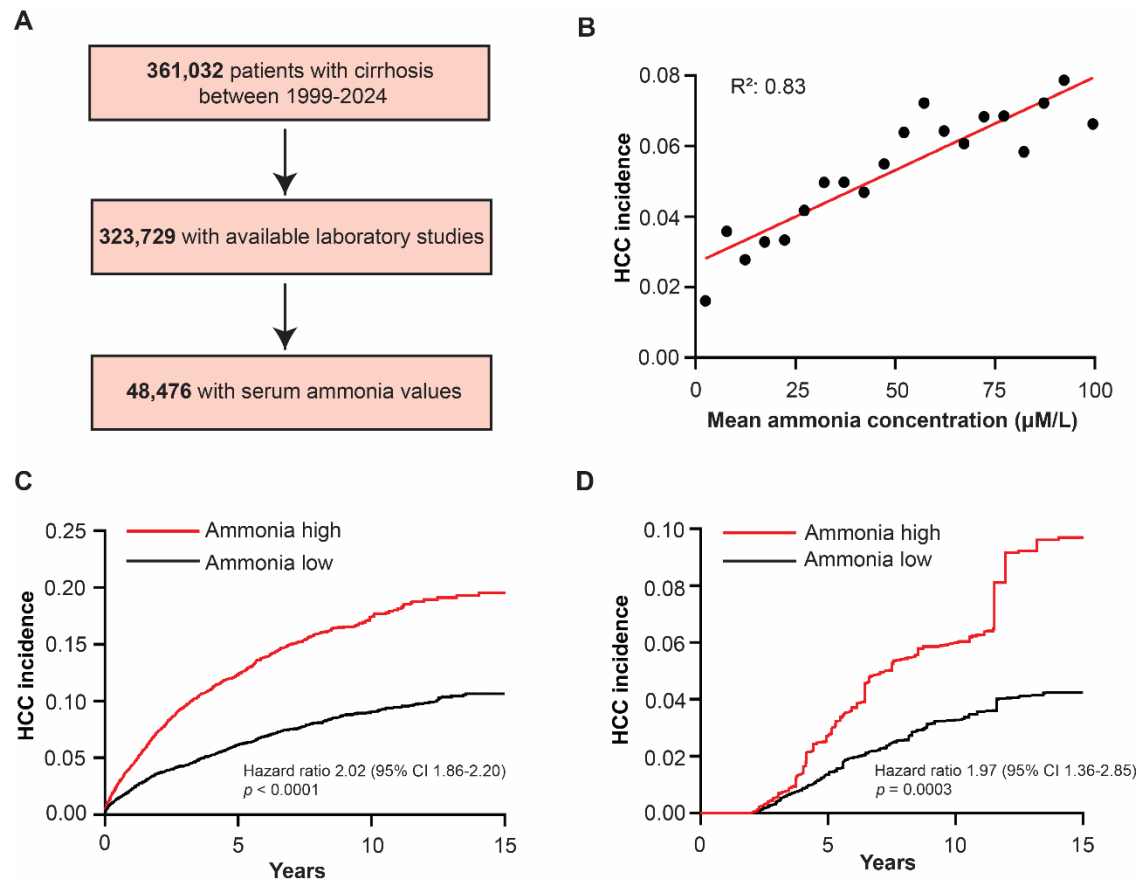 A
361,032 patients with cirrhosis
between 1999-2024
323,729 with available laboratory studies
48,476 with serum ammonia values
B
R²: 0.83
HCC incidence
0.08
0.06
0.04
0.02
0.00
0
25
50
75
100
Mean ammonia concentration (µM/L)
C
Ammonia high
Ammonia low
HCC incidence
0.25
0.20
0.15
0.10
0.05
0.00
Hazard ratio 2.02 (95% CI 1.86-2.20)
p < 0.0001
0
5
10
15
Years
D
Ammonia high
Ammonia low
HCC incidence
0.10
0.08
0.06
0.04
0.02
0.00
Hazard ratio 1.97 (95% CI 1.36-2.85)
p = 0.0003
0
5
10
15
Years